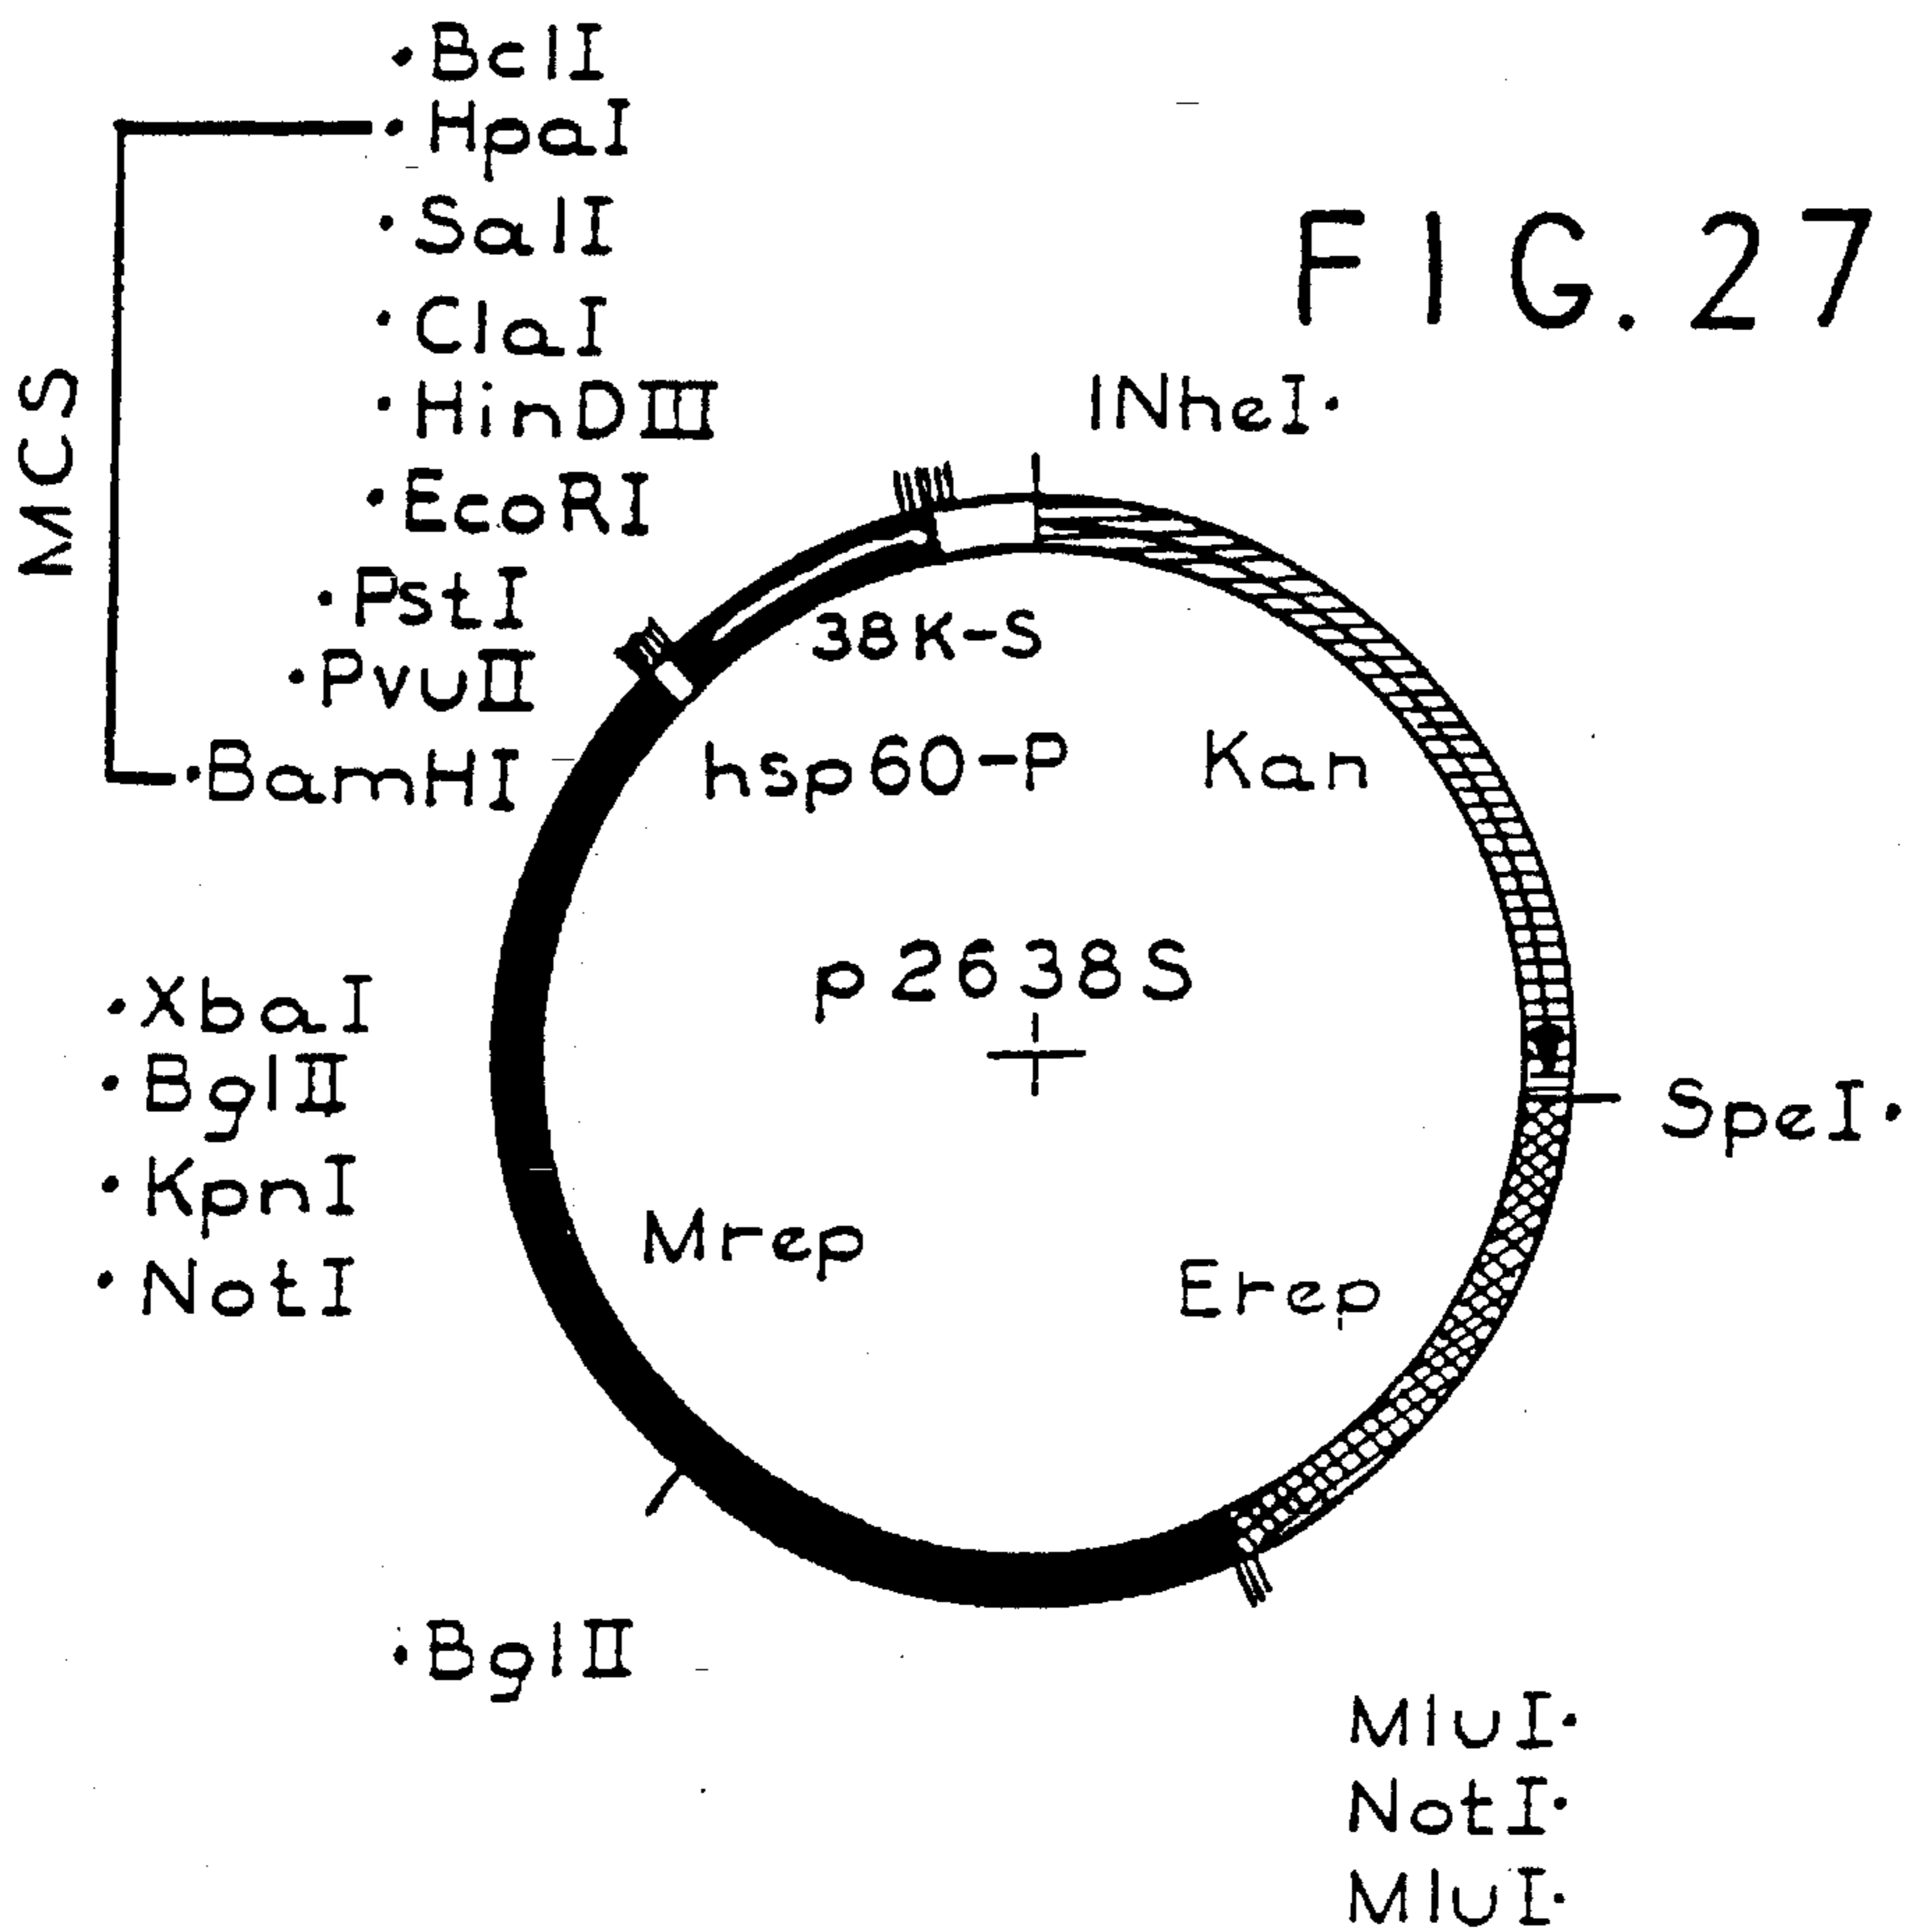 ·BclI
·HpaI
·SalI
FIG. 27
·ClaI
·HinDIII
MCS
INheI·
·EcoRI
·PstI
38K-S
·PvuII
·BamHI
hsp60-P
Kan
p2638S
·XbaI
·BglII
SpeI·
·KpnI
Mrep
·NotI
Erep
·BglII
MluI·
NotI·
MluI·